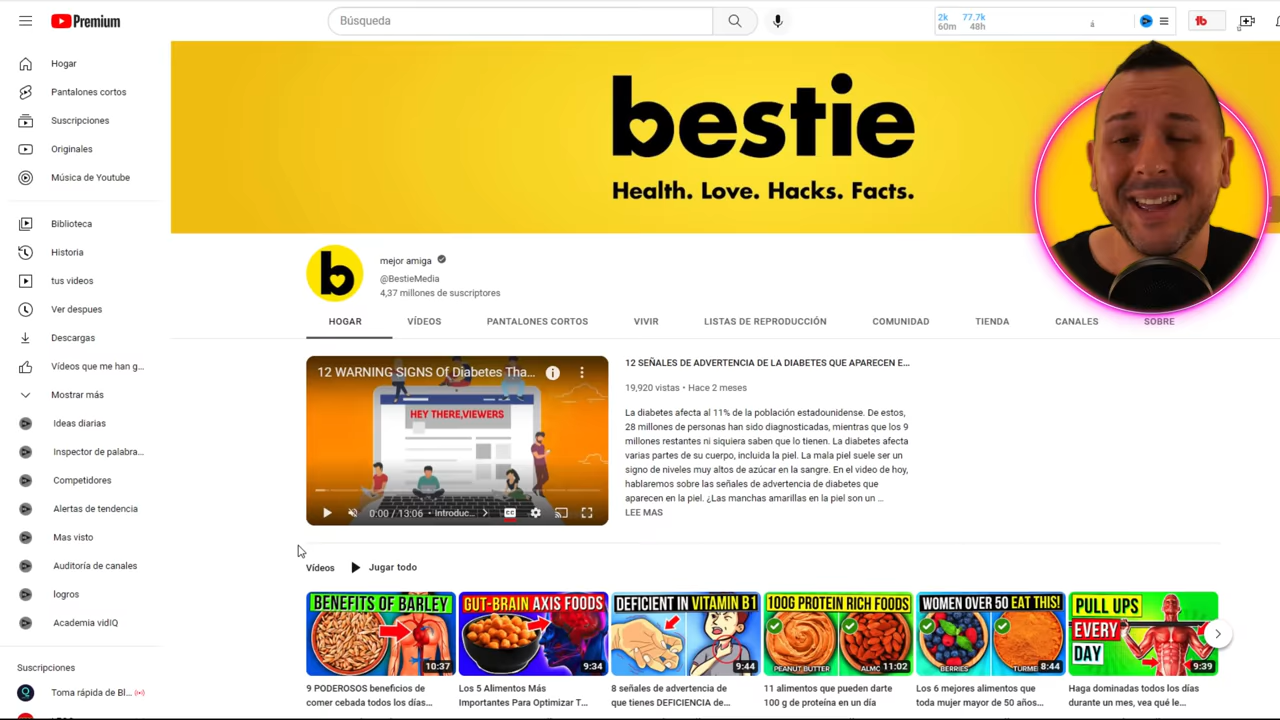 Premium
Búsqueda
2k 77.7k
60m 48h
tb
Hogar
Pantalones cortos
Suscripciones
Originales
Música de Youtube
Biblioteca
Historia
tus videos
Ver despues
Descargas
Vídeos que me han g...
Mostrar más
Ideas diarias
Inspector de palabra...
Competidores
Alertas de tendencia
Mas visto
Auditoría de canales
logros
Academia vidIQ
Suscripciones
Toma rápida de Bl...
bestie
Health. Love. Hacks. Facts.
b
mejor amiga
@BestieMedia
4,37 millones de suscriptores
HOGAR VÍDEOS PANTALONES CORTOS VIVIR LISTAS DE REPRODUCCIÓN COMUNIDAD TIENDA CANALES SOBRE
12 WARNING SIGNS Of Diabetes Tha...
HEY THERE,VIEWERS
0:00 / 13:06 • Introduc...
CC
12 SEÑALES DE ADVERTENCIA DE LA DIABETES QUE APARECEN E...
19,920 vistas • Hace 2 meses
La diabetes afecta al 11% de la población estadounidense. De estos,
28 millones de personas han sido diagnosticadas, mientras que los 9
millones restantes ni siquiera saben que lo tienen. La diabetes afecta
varias partes de su cuerpo, incluida la piel. La mala piel suele ser un
signo de niveles muy altos de azúcar en la sangre. En el video de hoy,
hablaremos sobre las señales de advertencia de diabetes que
aparecen en la piel. ¿Las manchas amarillas en la piel son un ...
LEE MAS
Vídeos Jugar todo
BENEFITS OF BARLEY
10:37
9 PODEROSOS beneficios de
comer cebada todos los días...
GUT-BRAIN AXIS FOODS
9:34
Los 5 Alimentos Más
Importantes Para Optimizar T...
DEFICIENT IN VITAMIN B1
9:44
8 señales de advertencia de
que tienes DEFICIENCIA de...
100G PROTEIN RICH FOODS
PEANUT BUTTER
ALMC
11:02
11 alimentos que pueden darte
100 g de proteína en un día
WOMEN OVER 50 EAT THIS!
BERRIES
TURME
8:44
Los 6 mejores alimentos que
toda mujer mayor de 50 años...
PULL UPS
EVERY
DAY
9:39
Haga dominadas todos los días
durante un mes, vea qué le...